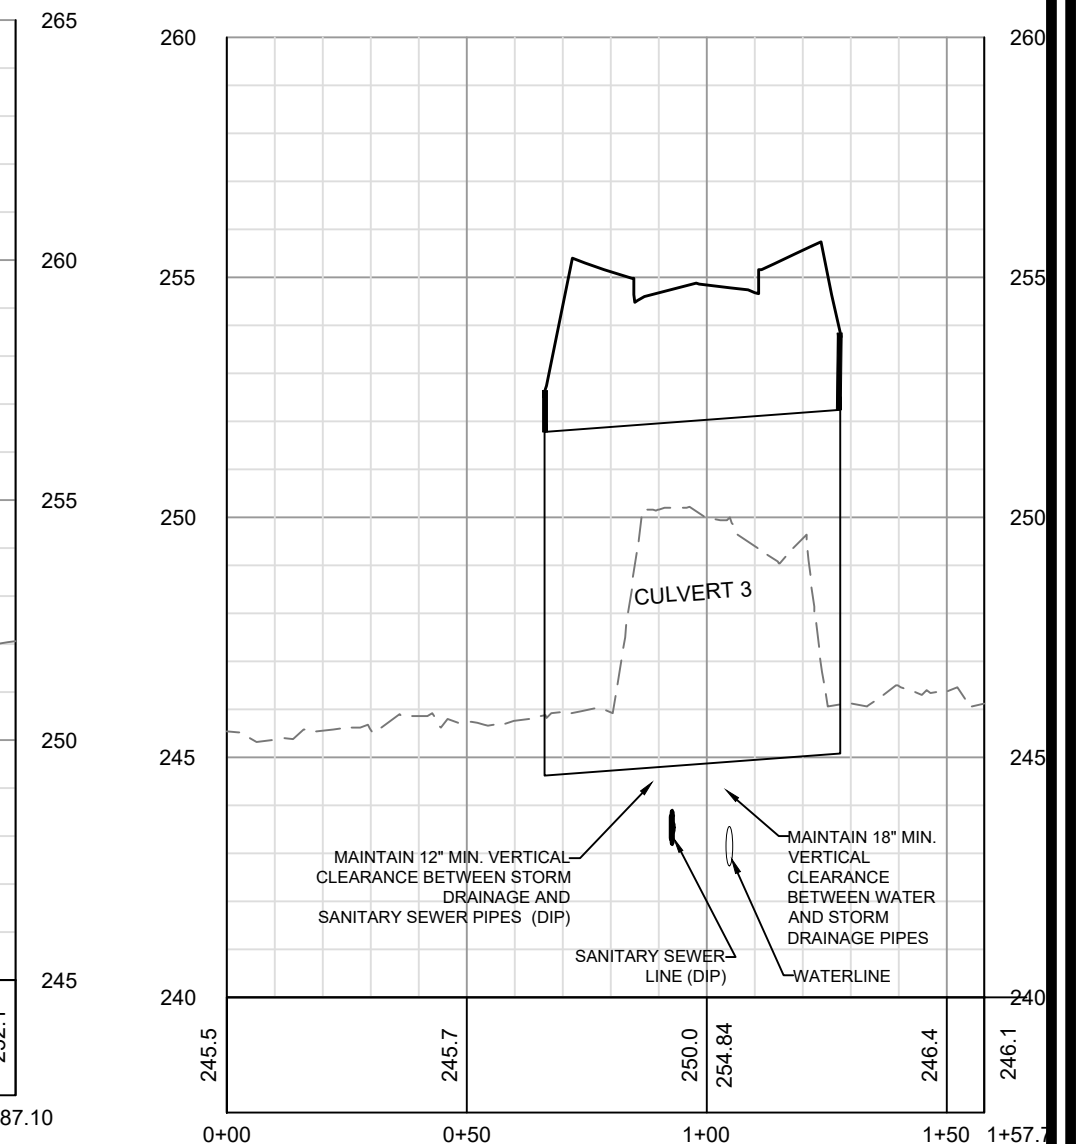 265
260
255
250
245
87.10
260
260
255
255
250
250
245
245
240
240
CULVERT 3
MAINTAIN 12" MIN. VERTICAL
CLEARANCE BETWEEN STORM
DRAINAGE AND
SANITARY SEWER PIPES (DIP)
MAINTAIN 18" MIN.
VERTICAL
CLEARANCE
BETWEEN WATER
AND STORM
DRAINAGE PIPES
SANITARY SEWER
LINE (DIP)
WATERLINE
245.5
245.7
250.0
254.84
246.4
246.1
0+00
0+50
1+00
1+50
1+57.7